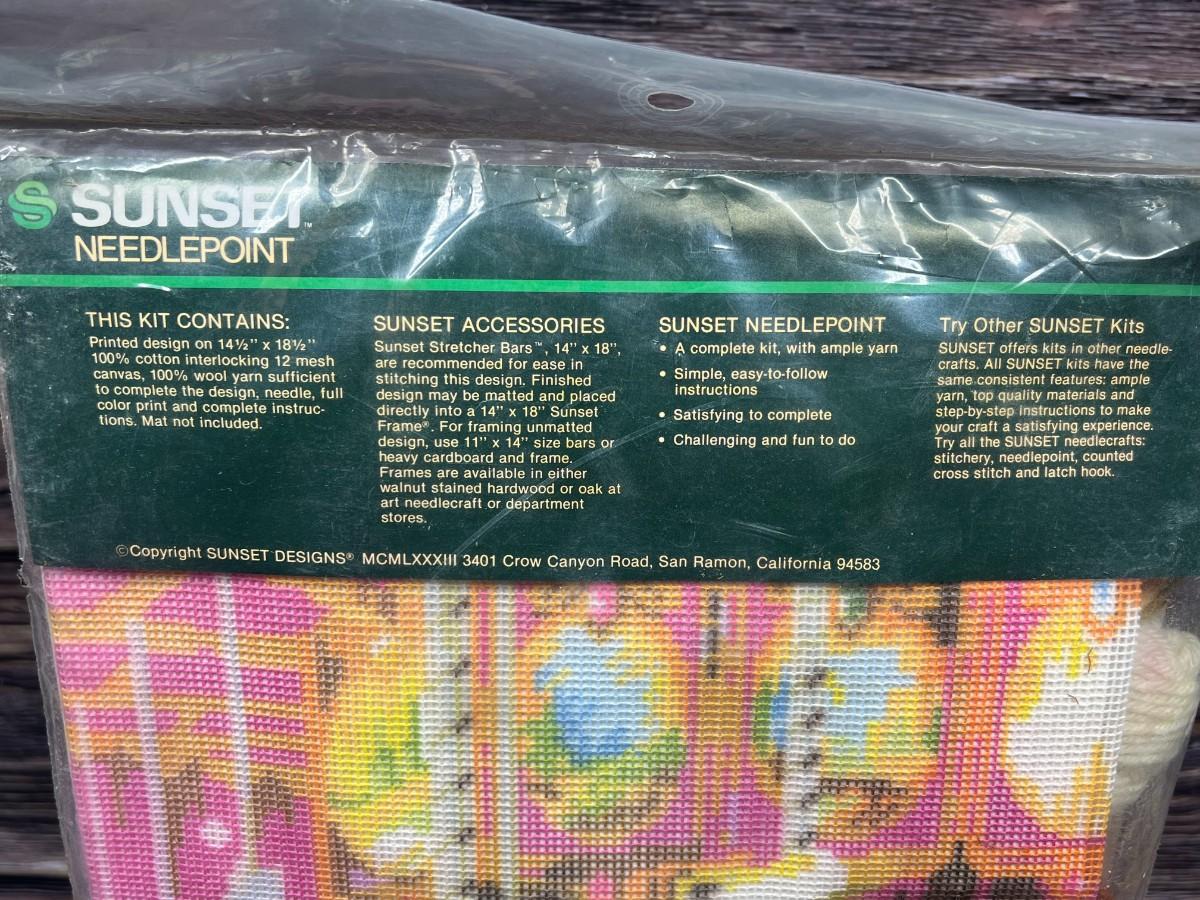 S SUNSET™
NEEDLEPOINT
THIS KIT CONTAINS:
Printed design on 14½'' x 18½''
100% cotton interlocking 12 mesh
canvas, 100% wool yarn sufficient
to complete the design, needle, full
color print and complete instruc-
tions. Mat not included.
SUNSET ACCESSORIES
Sunset Stretcher Bars™, 14'' x 18'',
are recommended for ease in
stitching this design. Finished
design may be matted and placed
directly into a 14'' x 18'' Sunset
Frame®. For framing unmatted
design, use 11'' x 14'' size bars or
heavy cardboard and frame.
Frames are available in either
walnut stained hardwood or oak at
art needlecraft or department
stores.
SUNSET NEEDLEPOINT
• A complete kit, with ample yarn
• Simple, easy-to-follow
instructions
• Satisfying to complete
• Challenging and fun to do
Try Other SUNSET Kits
SUNSET offers kits in other needle-
crafts. All SUNSET kits have the
same consistent features: ample
yarn, top quality materials and
step-by-step instructions to make
your craft a satisfying experience.
Try all the SUNSET needlecrafts:
stitchery, needlepoint, counted
cross stitch and latch hook.
©Copyright SUNSET DESIGNS® MCMLXXXIII 3401 Crow Canyon Road, San Ramon, California 94583